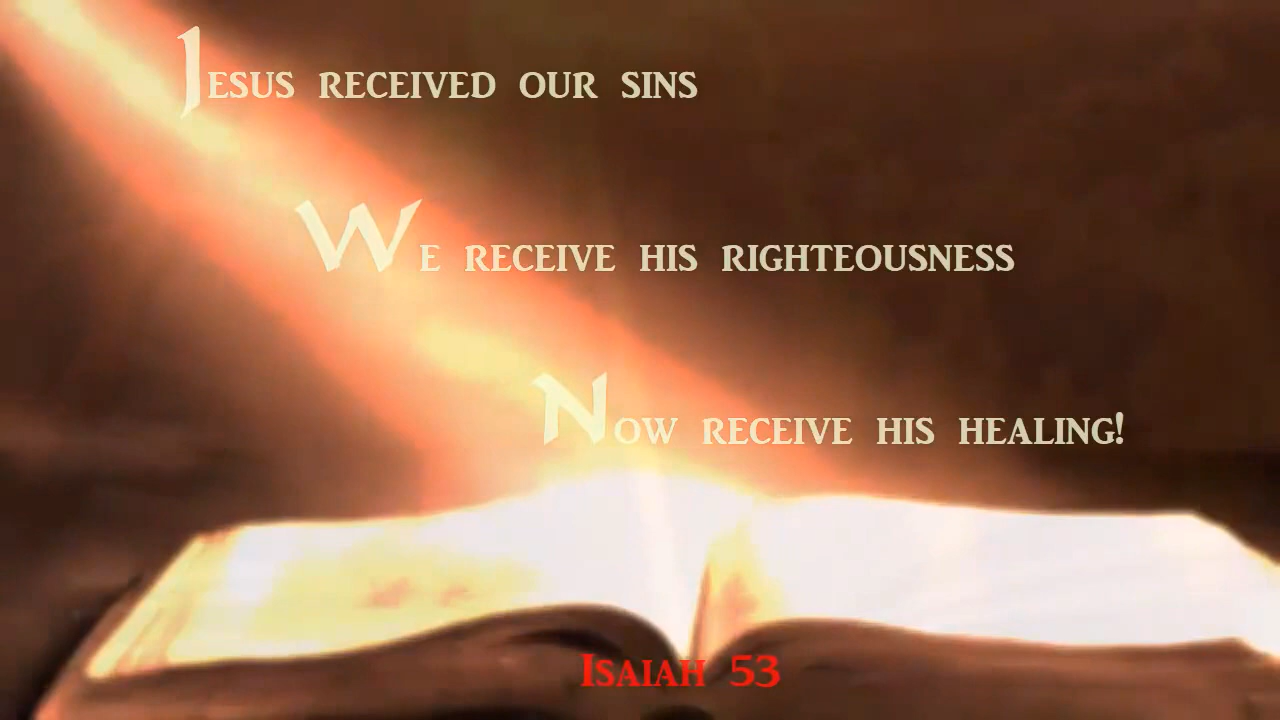 Jesus received our sins
We receive his righteousness
Now receive his healing!
Isaiah 53